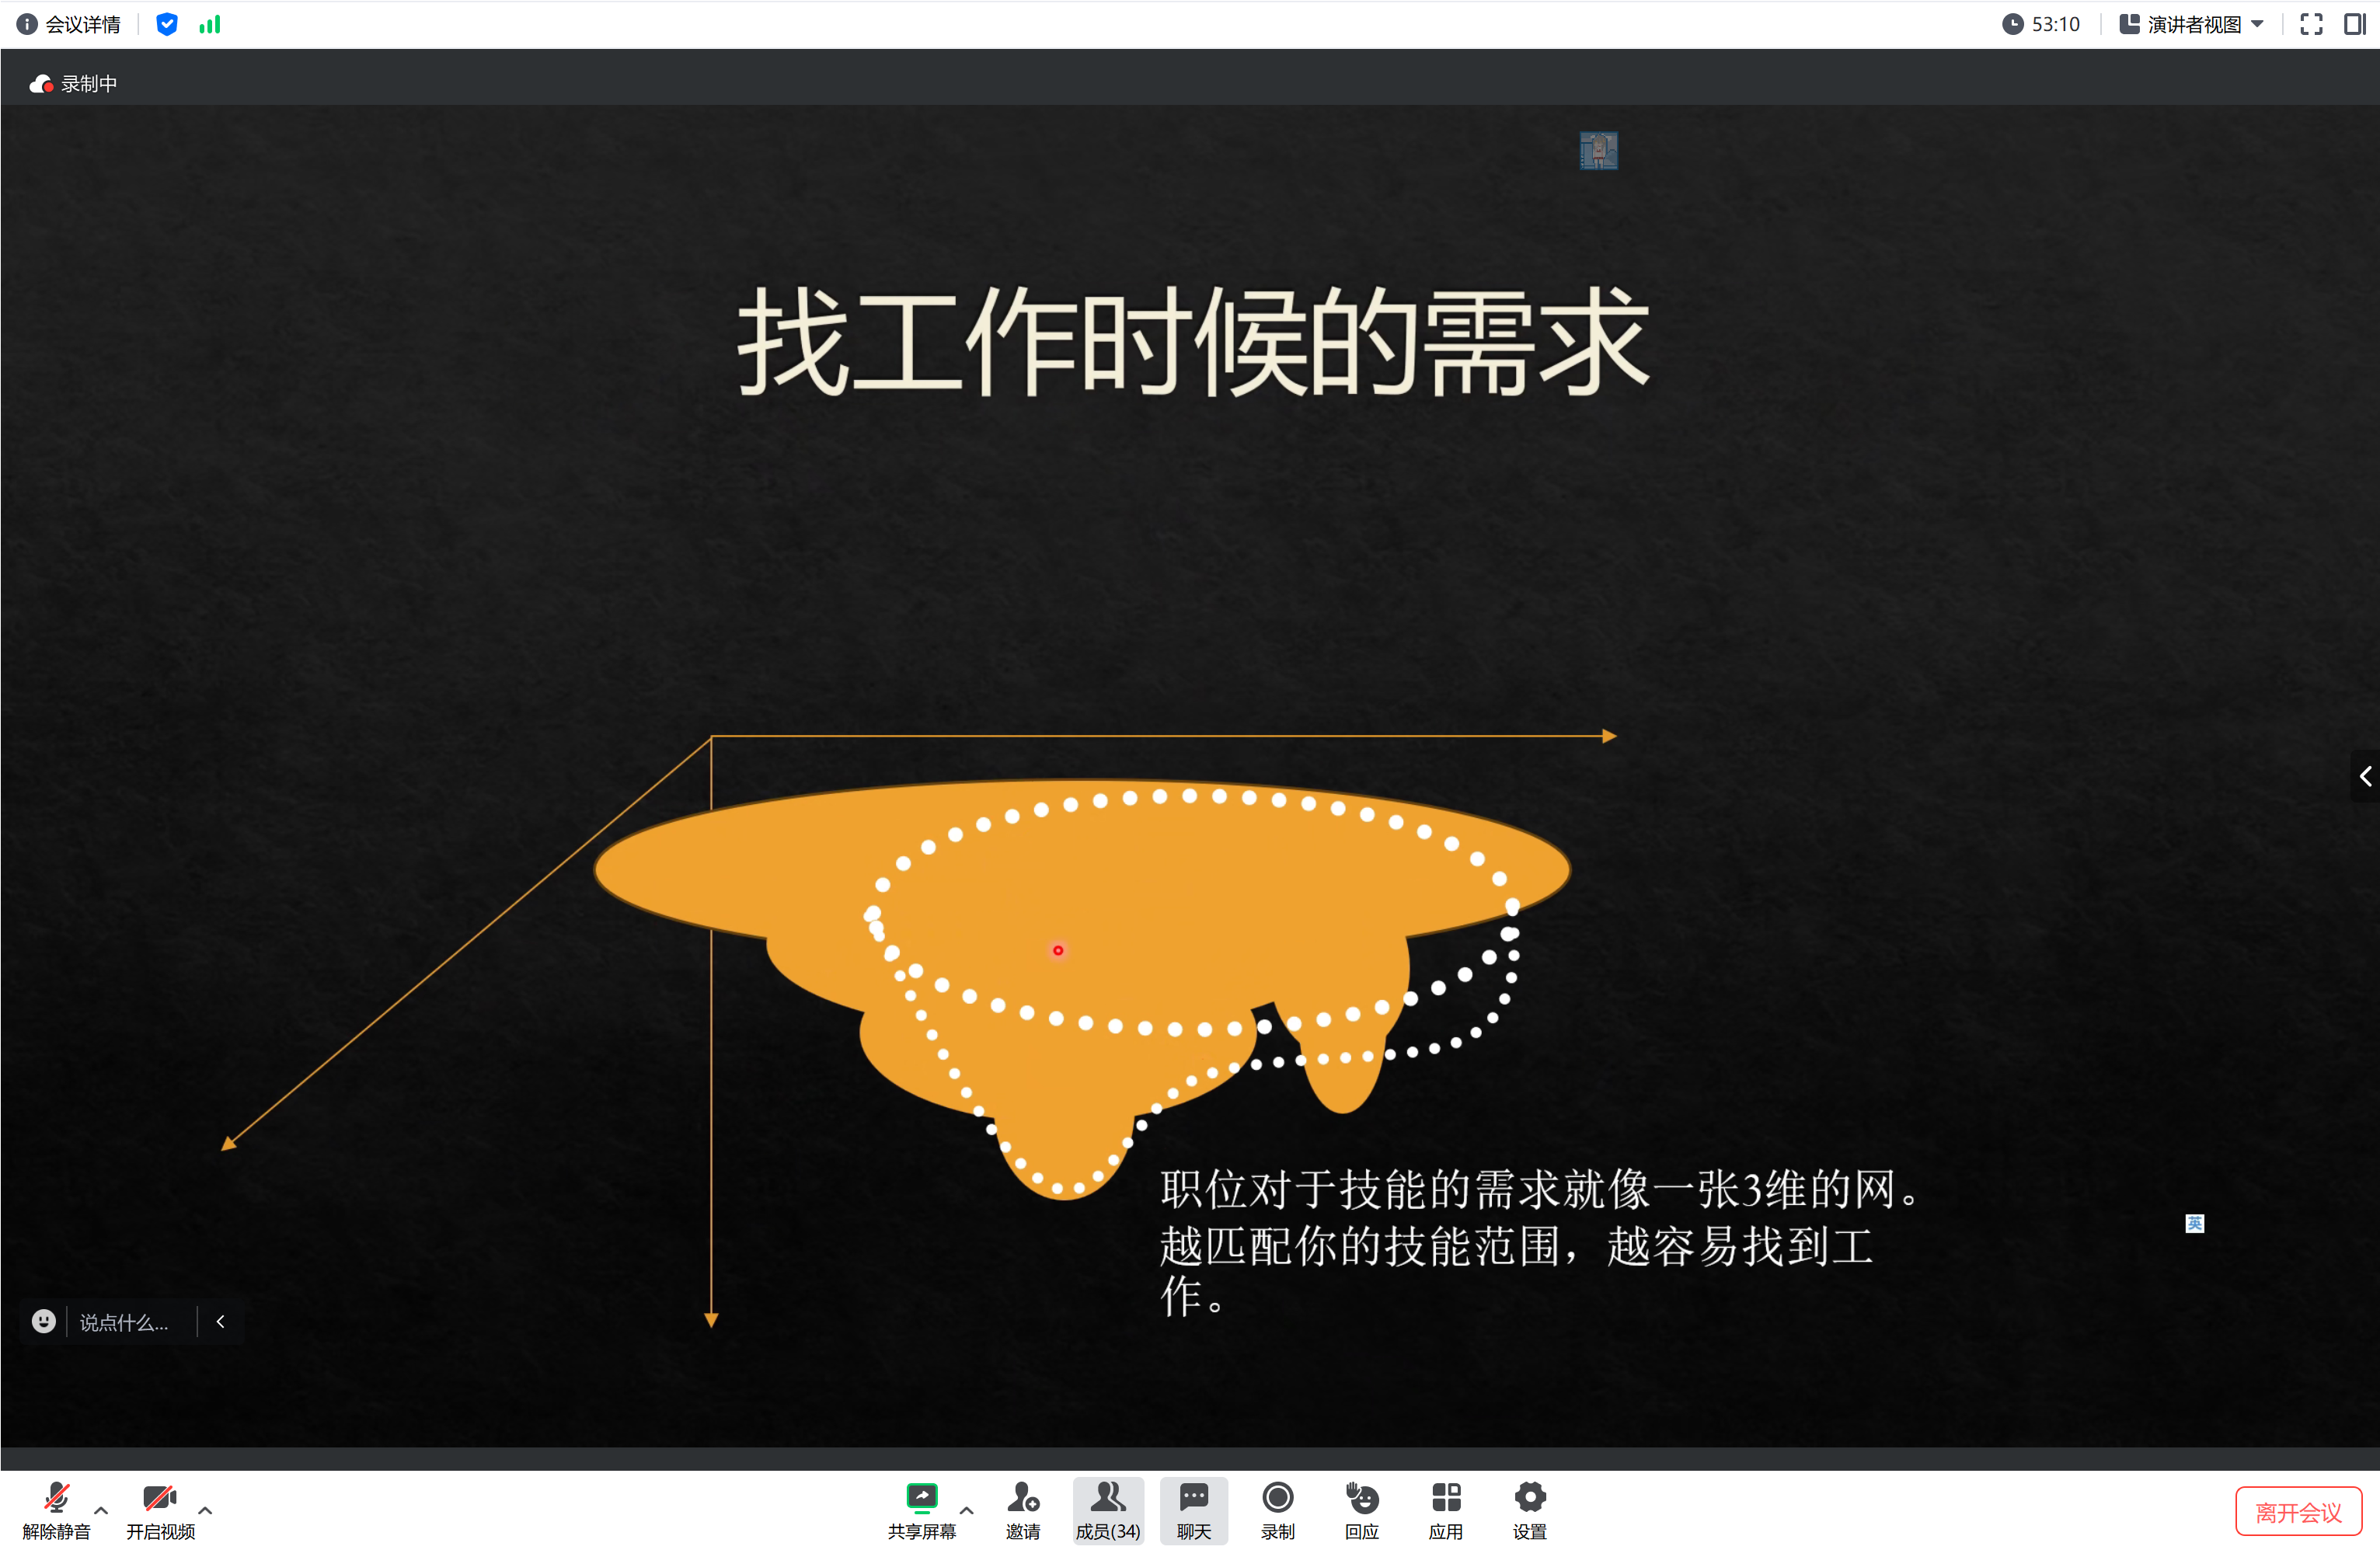 会议详情
53:10
演讲者视图
录制中
找工作时候的需求
职位对于技能的需求就像一张3维的网。
越匹配你的技能范围，越容易找到工
作。
英
说点什么...
解除静音
开启视频
共享屏幕
邀请
成员(34)
聊天
录制
回应
应用
设置
离开会议